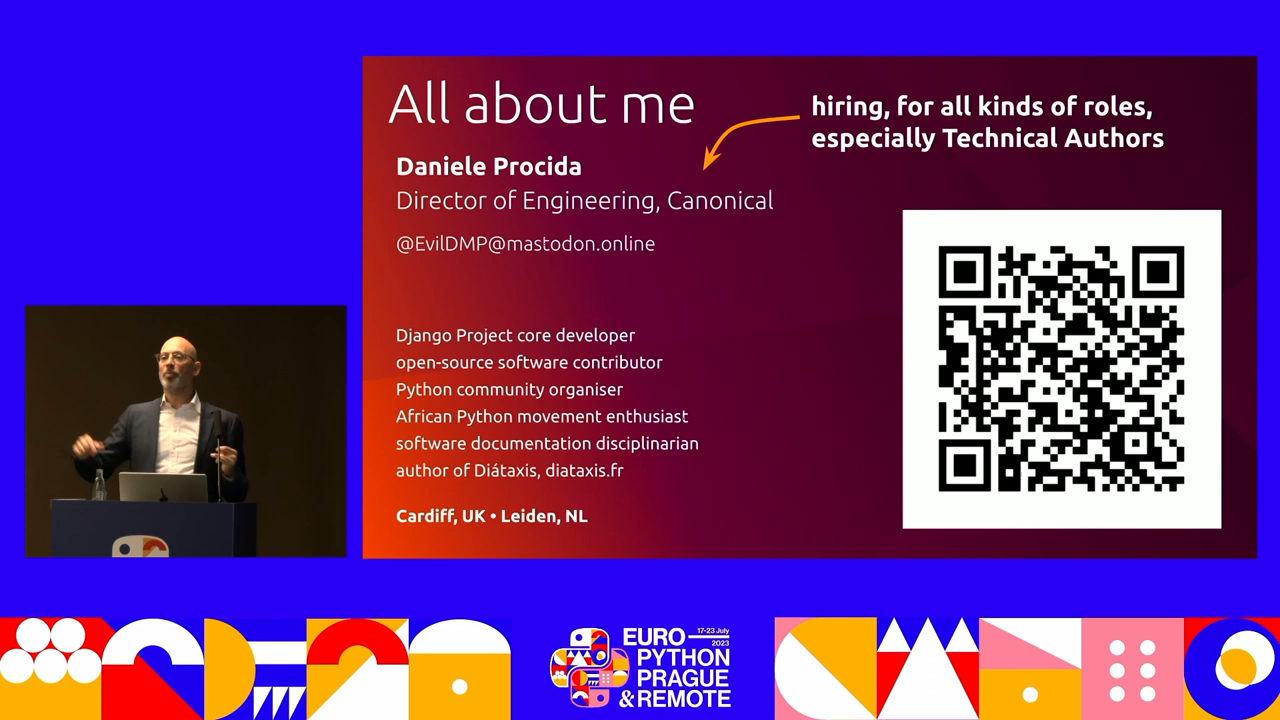 All about me
hiring, for all kinds of roles,
especially Technical Authors
Daniele Procida
Director of Engineering, Canonical
@EvilDMP@mastodon.online
Django Project core developer
open-source software contributor
Python community organiser
African Python movement enthusiast
software documentation disciplinarian
author of Diátaxis, diataxis.fr
Cardiff, UK • Leiden, NL
EURO 17-23 July 2023
PYTHON
PRAGUE
& REMOTE